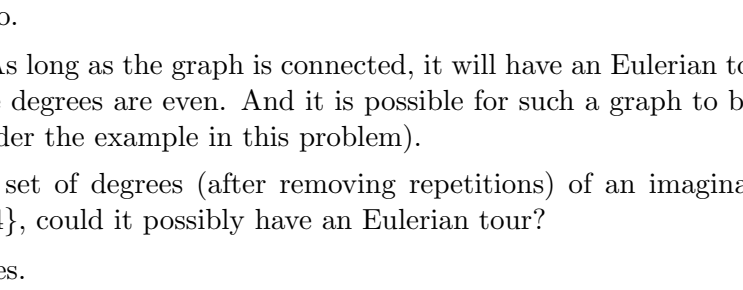 o.
As long as the graph is connected, it will have an Eulerian to
degrees are even. And it is possible for such a graph to b
der the example in this problem).
set of degrees (after removing repetitions) of an imagina
}, could it possibly have an Eulerian tour?
es.